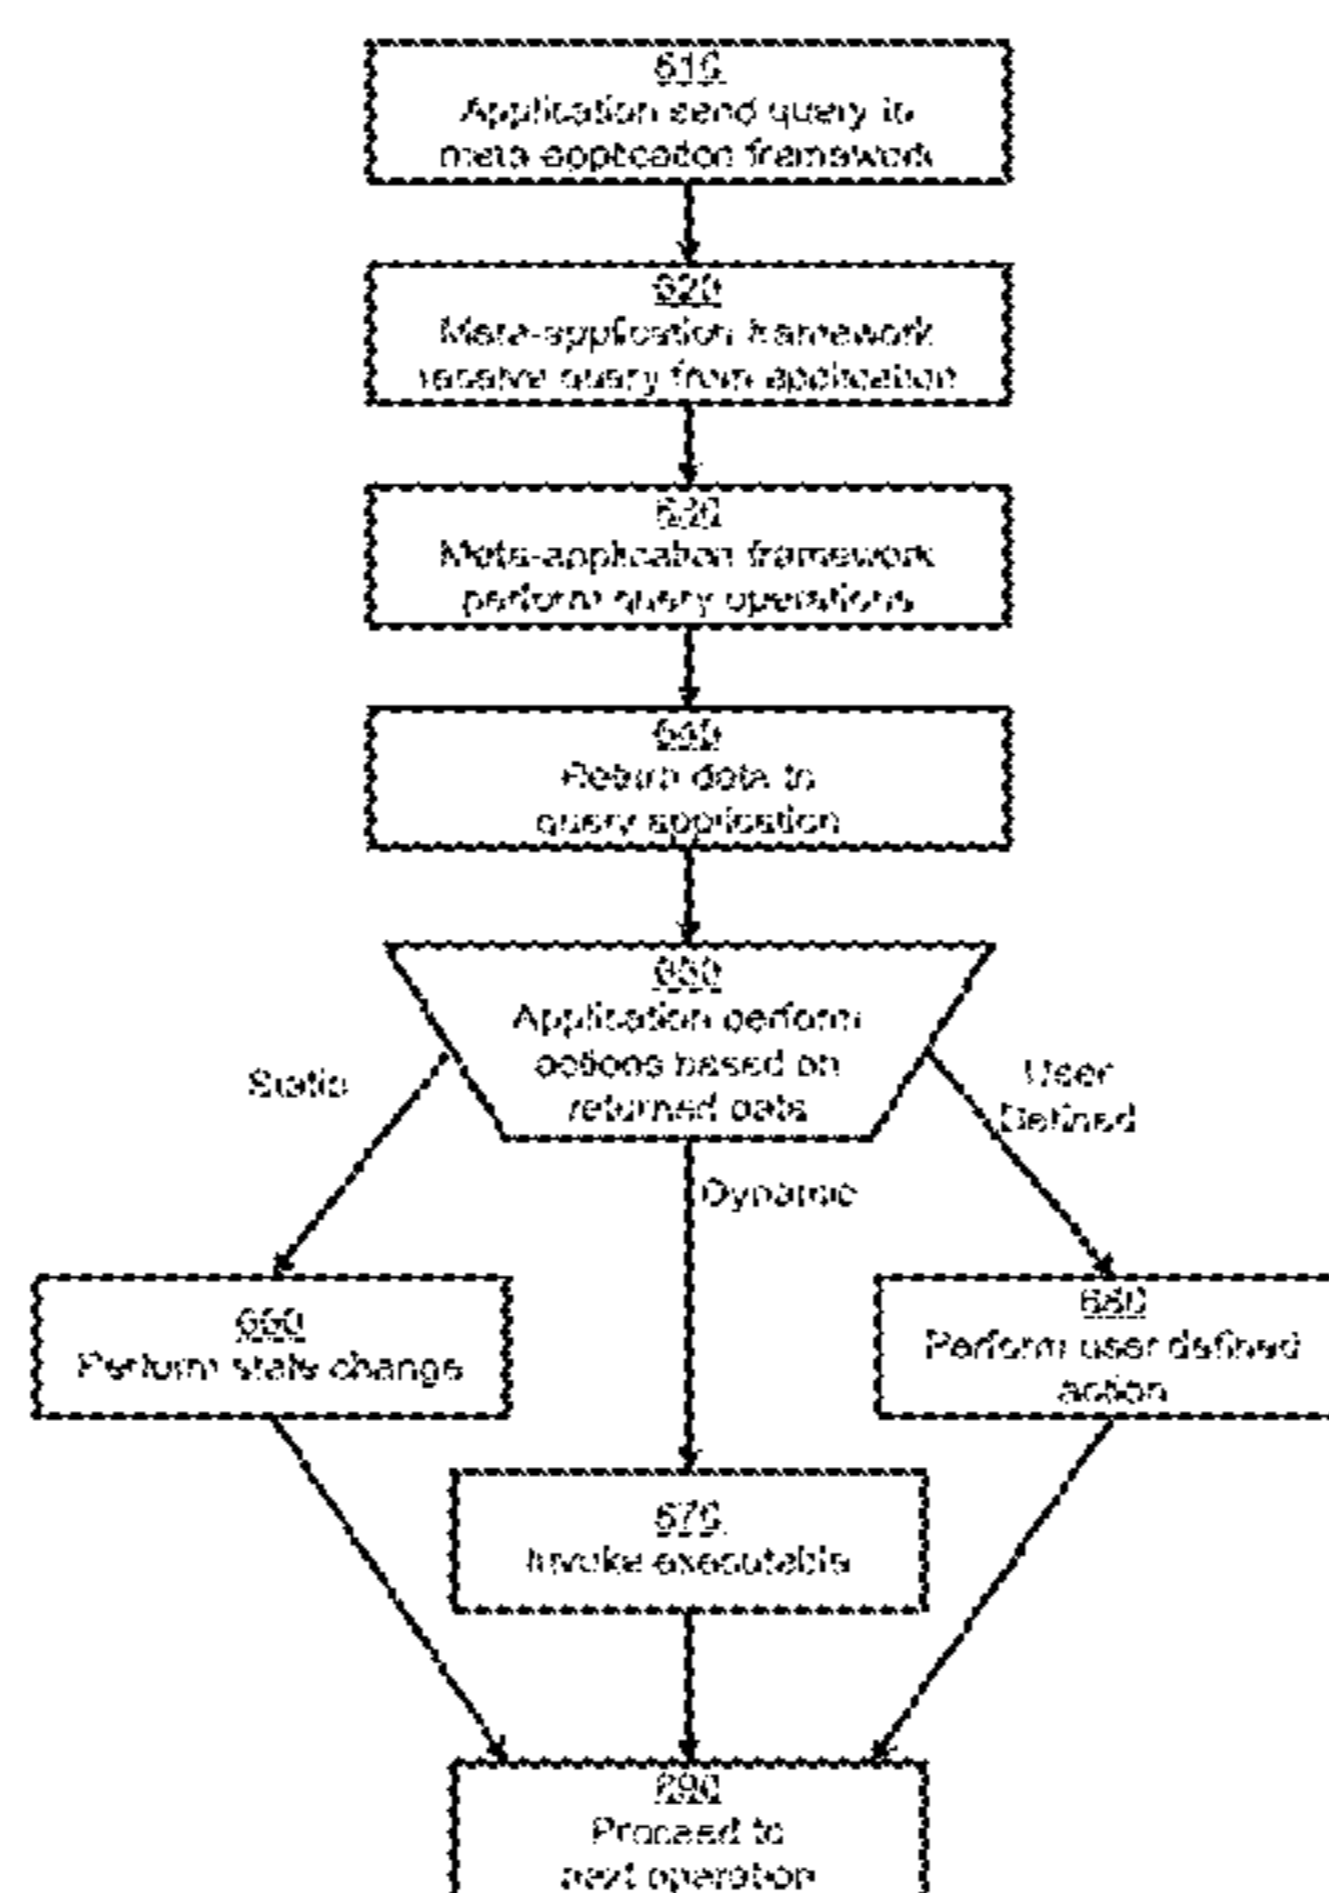 610
Application send query to
meta-application framework
620
Meta-application framework
receive query from application
630
Meta-application framework
perform query operations
640
Return data to
query application
650
Application perform
actions based on
returned data
Static
User
Defined
Dynamic
660
Perform state change
680
Perform user defined
action
670
Invoke executable
690
Proceed to
next operation